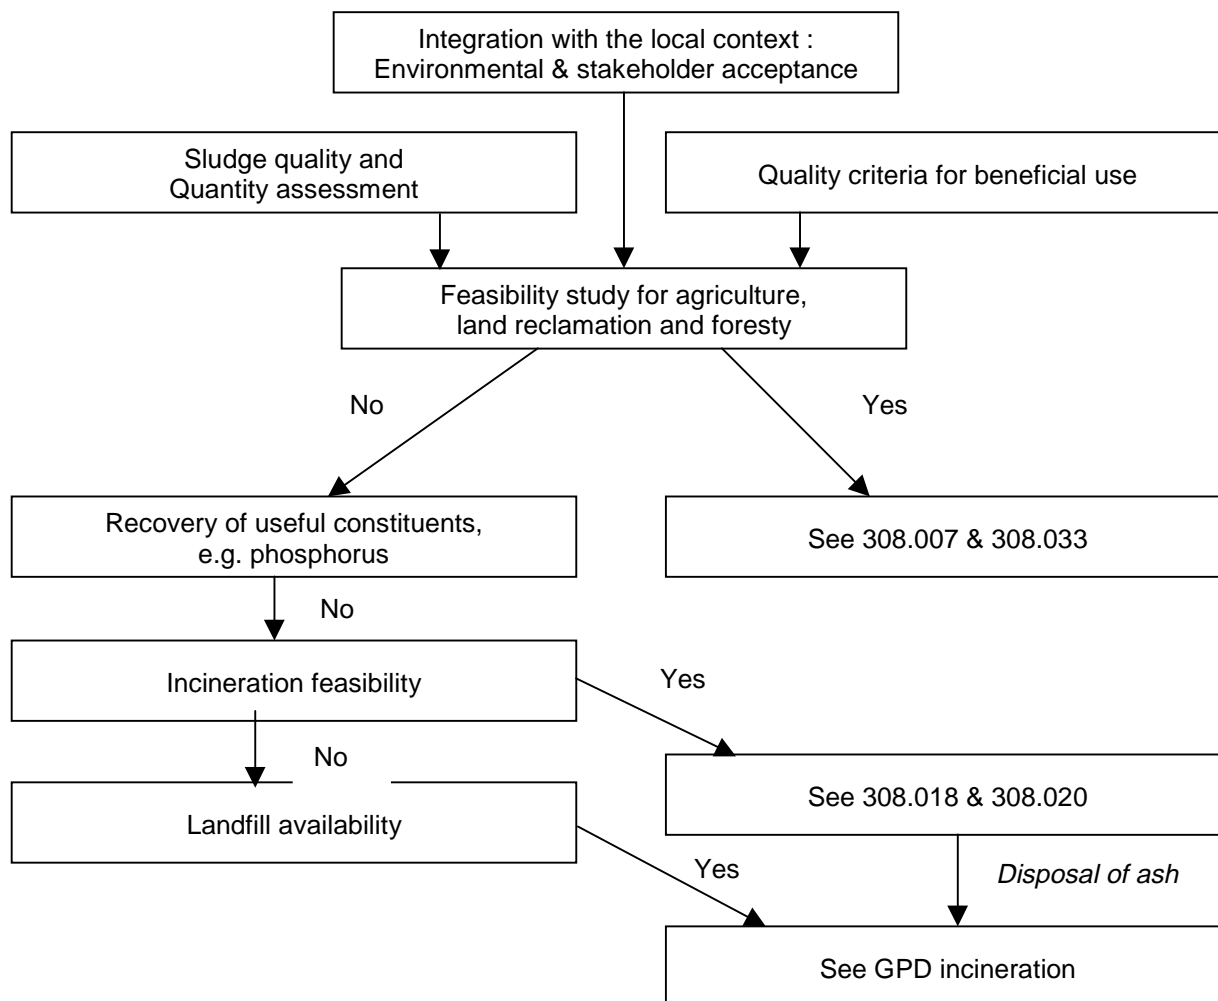 Integration with the local context :
Environmental & stakeholder acceptance
Sludge quality and
Quantity assessment
Quality criteria for beneficial use
Feasibility study for agriculture,
land reclamation and foresty
No
Yes
Recovery of useful constituents,
e.g. phosphorus
See 308.007 & 308.033
No
Incineration feasibility
Yes
No
See 308.018 & 308.020
Landfill availability
Yes
Disposal of ash
See GPD incineration